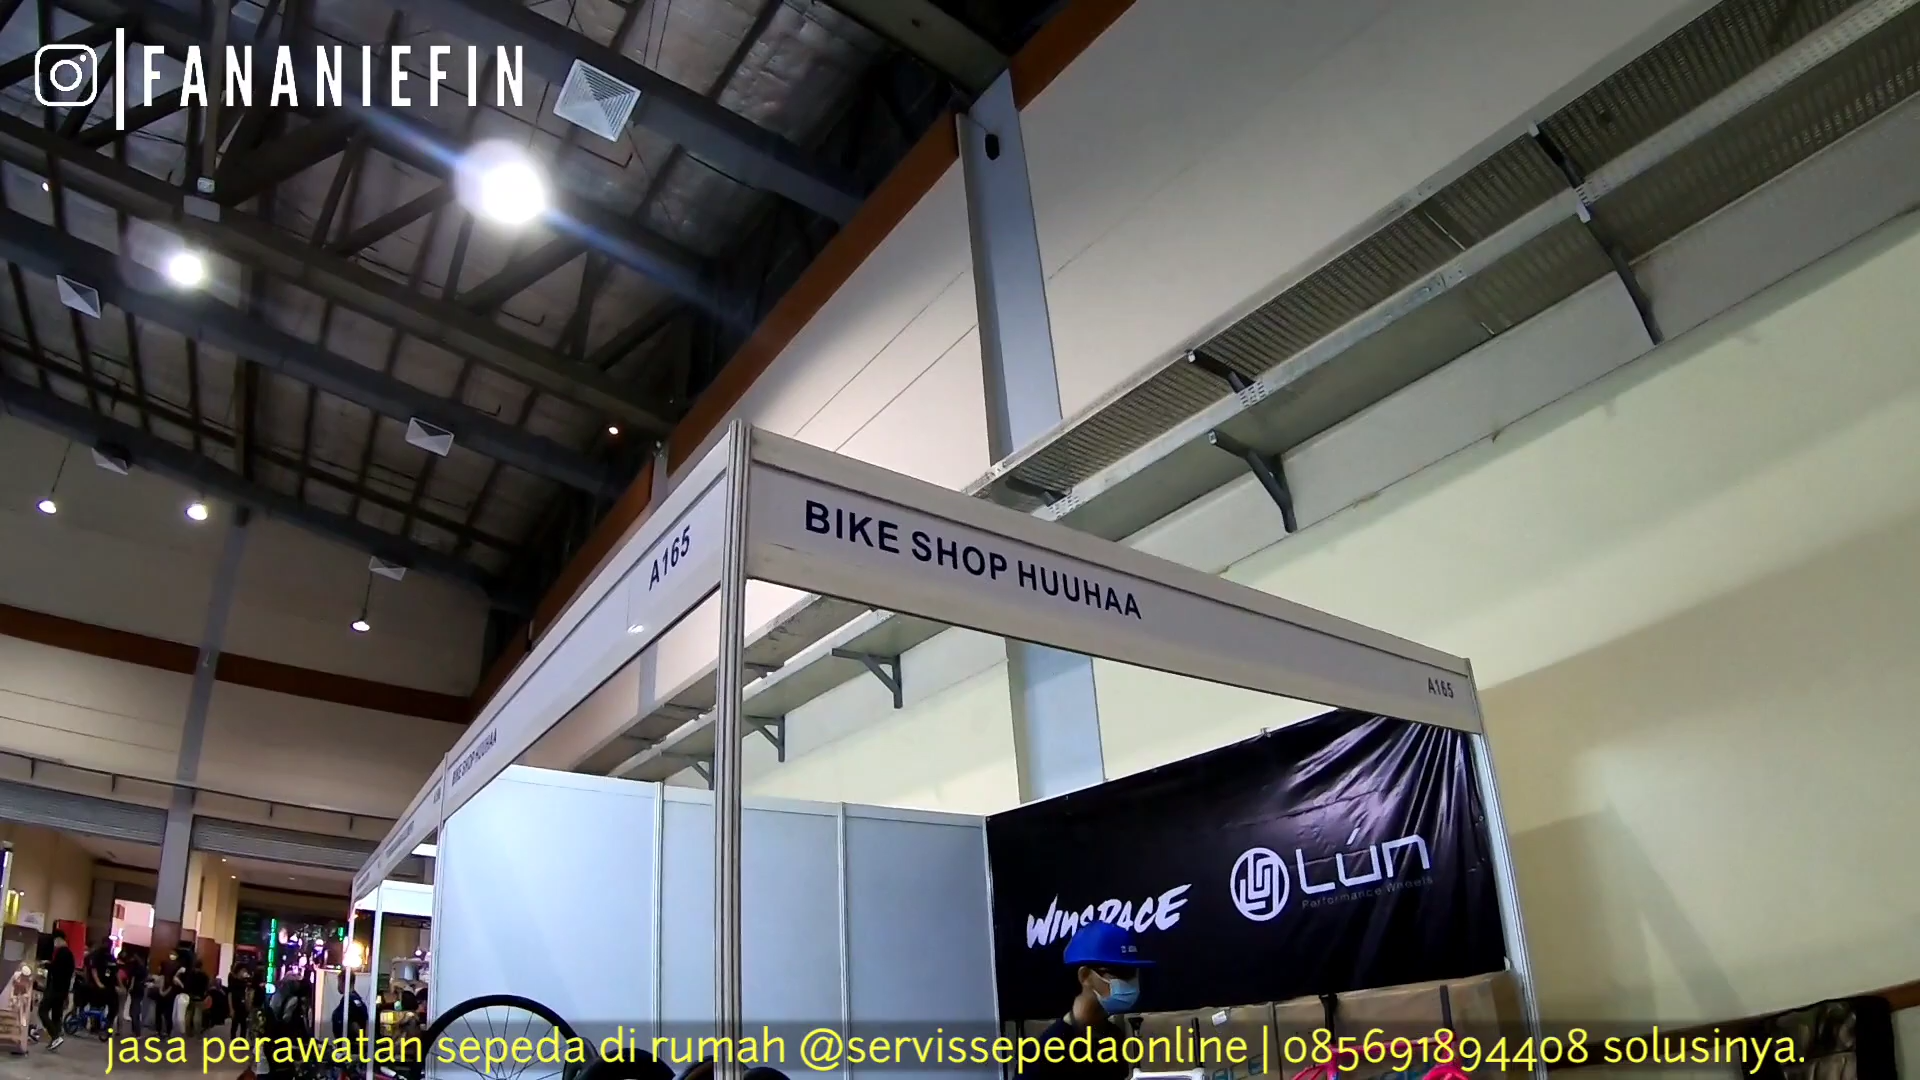 FANANIEFIN
A165
BIKE SHOP HUUHAA
A165
BIKE SHOP HUUHAA
WINSPACE
Lún
Performance Wheels
jasa perawatan sepeda di rumah @servissepedaonline | 085691894408 solusinya.